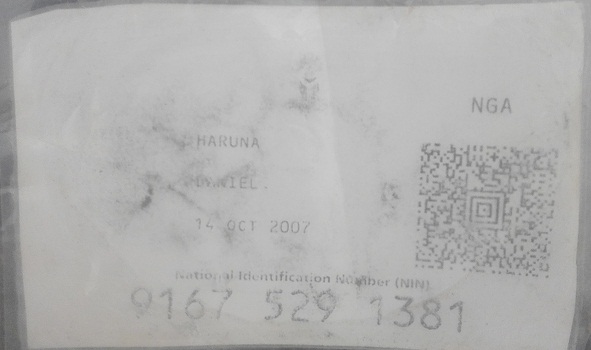 NGA
HARUNA
DANIEL.
14 OCT 2007
National Identification Number (NIN)
9167 529 1381